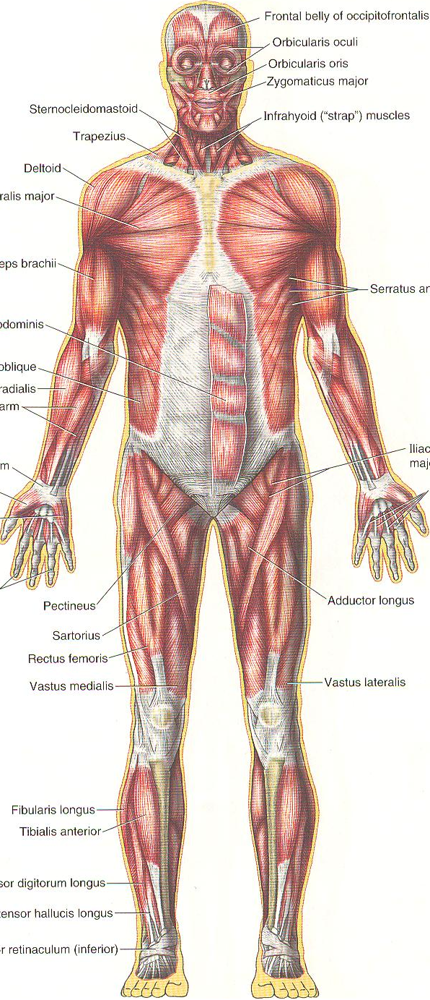 Frontal belly of occipitofrontalis
Orbicularis oculi
Orbicularis oris
Zygomaticus major
Sternocleidomastoid
Infrahyoid (“strap”) muscles
Trapezius
Deltoid
ralis major
eps brachii
Serratus an
odominis
oblique
radialis
arm
Iliac
majo
m
Pectineus
Adductor longus
Sartorius
Rectus femoris
Vastus medialis
Vastus lateralis
Fibularis longus
Tibialis anterior
sor digitorum longus
tensor hallucis longus
r retinaculum (inferior)